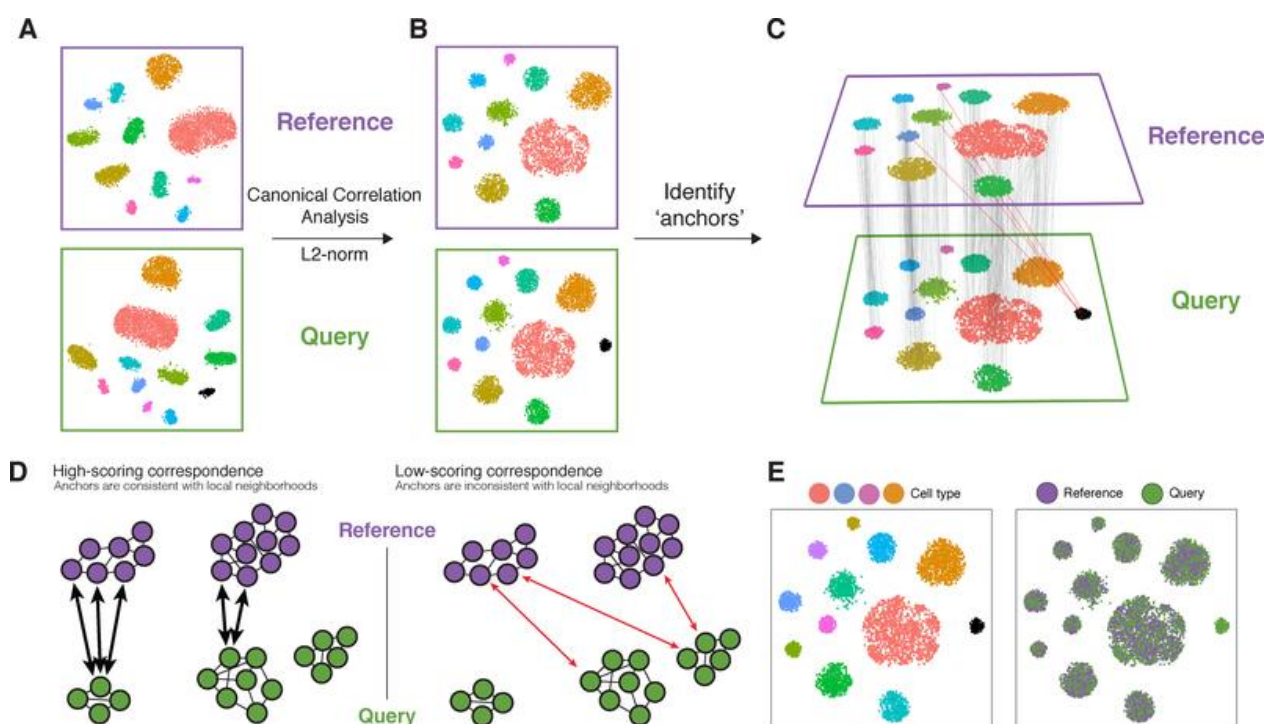 A
B
C
Reference
Canonical Correlation
Analysis
L2-norm
Query
Identify
‘anchors’
Reference
Query
D
High-scoring correspondence
Anchors are consistent with local neighborhoods
Low-scoring correspondence
Anchors are inconsistent with local neighborhoods
Reference
Query
E
Cell type
Reference
Query